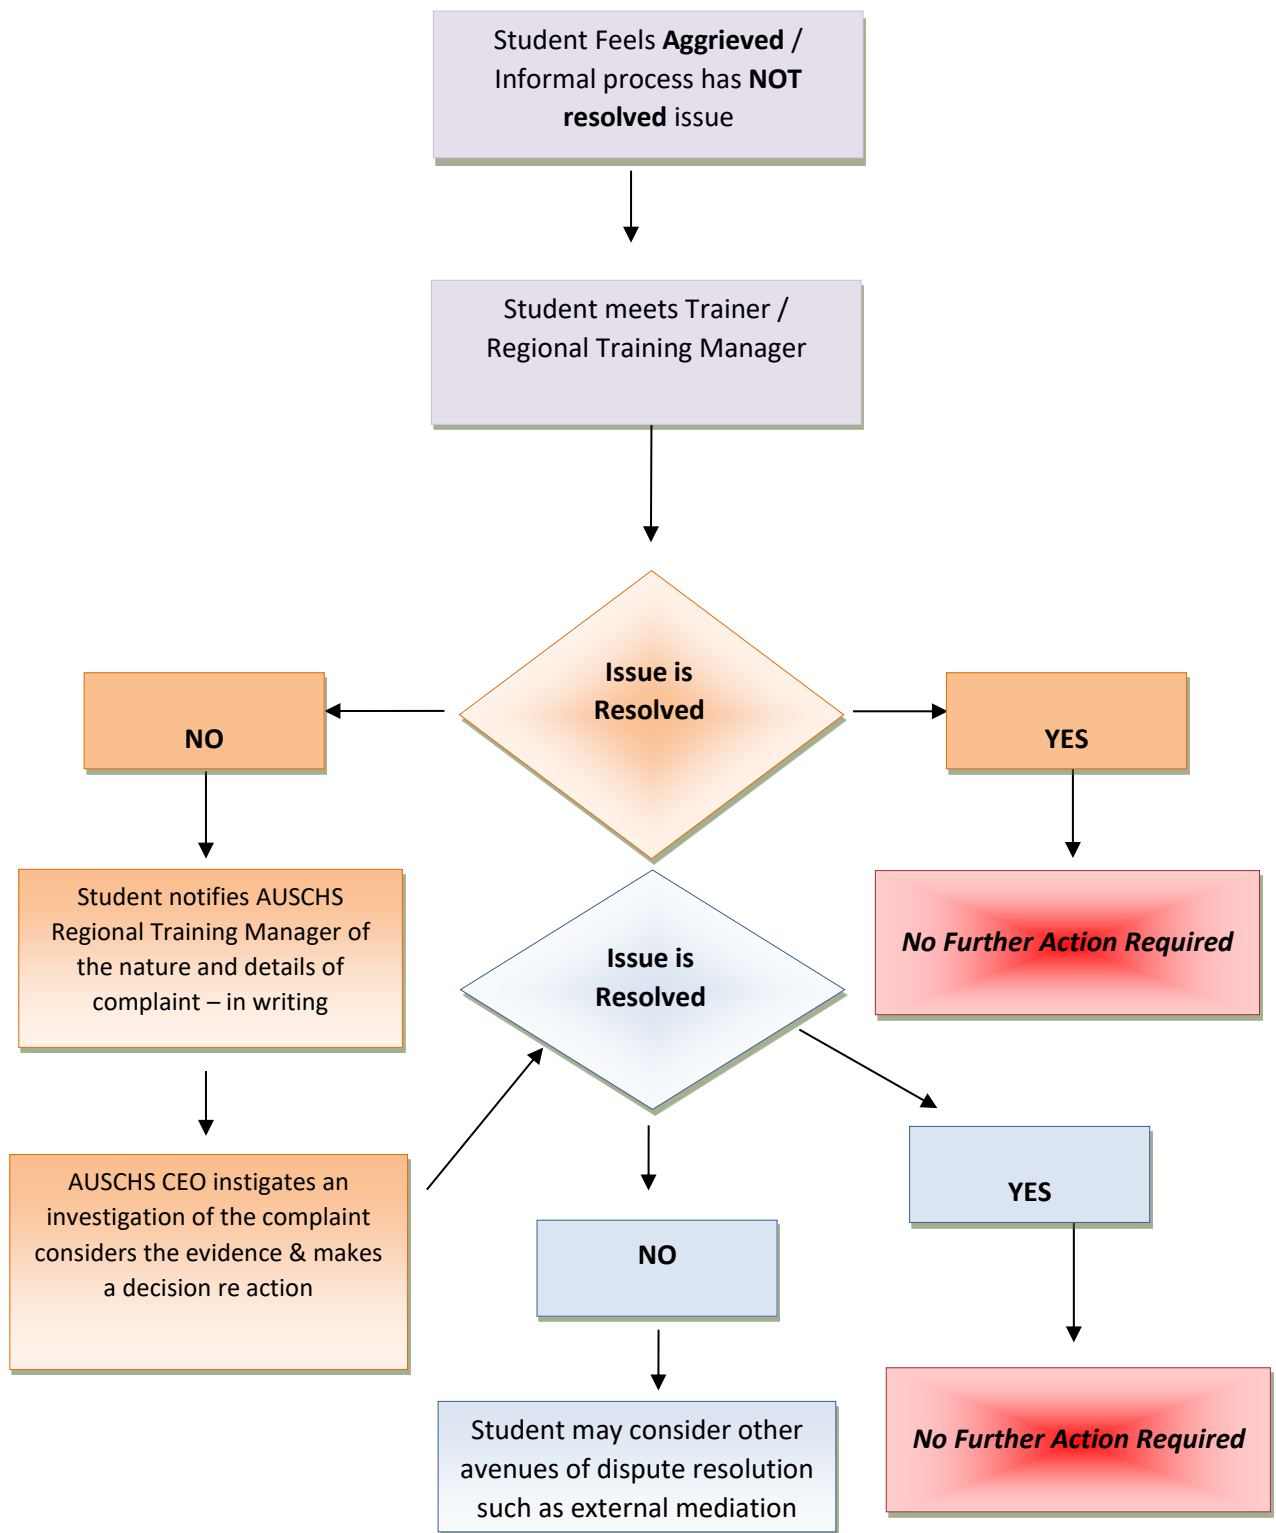 Student Feels Aggrieved /
Informal process has NOT
resolved issue
Student meets Trainer /
Regional Training Manager
Issue is
Resolved
NO
YES
Student notifies AUSCHS
Regional Training Manager of
the nature and details of
complaint – in writing
No Further Action Required
Issue is
Resolved
AUSCHS CEO instigates an
investigation of the complaint
considers the evidence & makes
a decision re action
YES
NO
Student may consider other
avenues of dispute resolution
such as external mediation
No Further Action Required